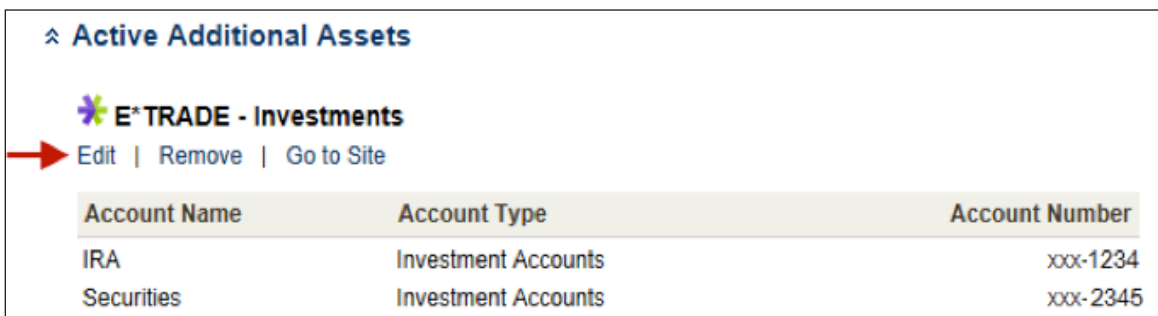 Active Additional Assets
E*TRADE - Investments
Edit | Remove | Go to Site
Account Name Account Type Account Number
IRA Investment Accounts xxx-1234
Securities Investment Accounts xxx-2345